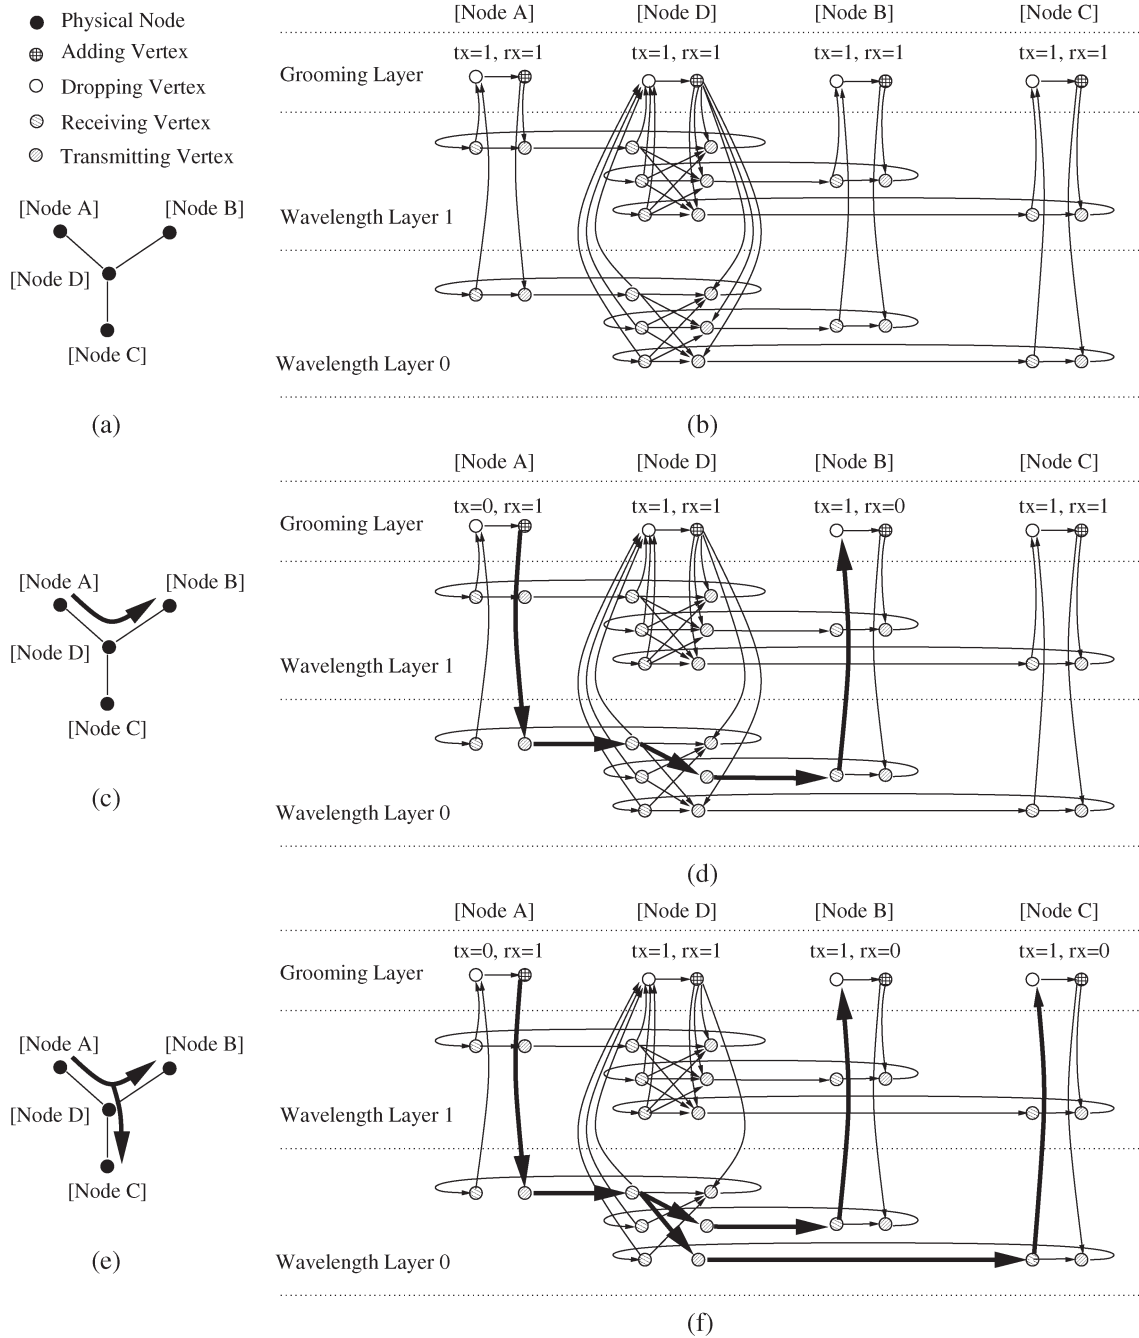 Physical Node
Adding Vertex
Dropping Vertex
Receiving Vertex
Transmitting Vertex
[Node A] [Node B]
[Node D]
[Node C]
(a)
[Node A] [Node D] [Node B] [Node C]
tx=1, rx=1 tx=1, rx=1 tx=1, rx=1 tx=1, rx=1
Grooming Layer
Wavelength Layer 1
Wavelength Layer 0
(b)
[Node A] [Node B]
[Node D]
[Node C]
(c)
[Node A] [Node D] [Node B] [Node C]
tx=0, rx=1 tx=1, rx=1 tx=1, rx=0 tx=1, rx=1
Grooming Layer
Wavelength Layer 1
Wavelength Layer 0
(d)
[Node A] [Node B]
[Node D]
[Node C]
(e)
[Node A] [Node D] [Node B] [Node C]
tx=0, rx=1 tx=1, rx=1 tx=1, rx=0 tx=1, rx=0
Grooming Layer
Wavelength Layer 1
Wavelength Layer 0
(f)